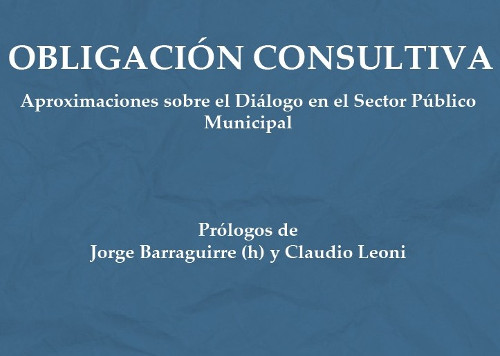 OBLIGACIÓN CONSULTIVA
Aproximaciones sobre el Diálogo en el Sector Público
Municipal
Prólogos de
Jorge Barraguirre (h) y Claudio Leoni